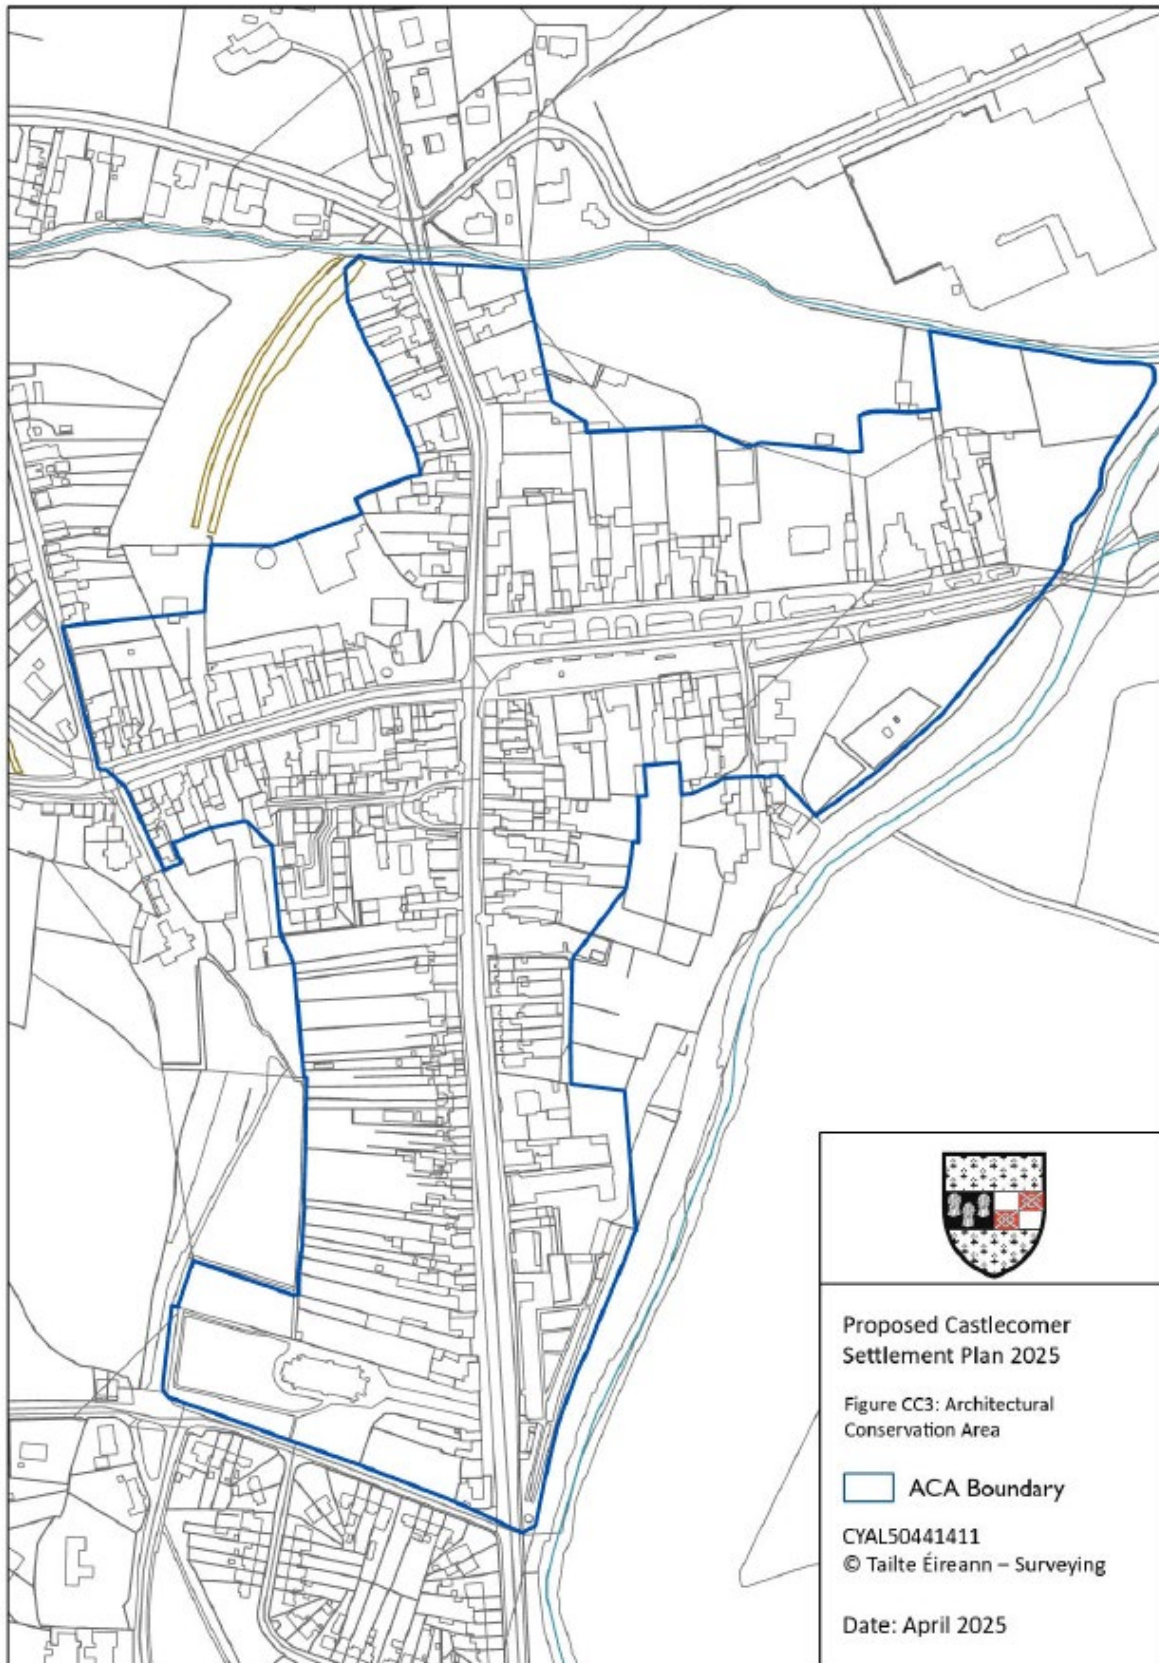 Proposed Castlecomer
Settlement Plan 2025
Figure CC3: Architectural
Conservation Area
ACA Boundary
CYAL50441411
© Tailte Éireann – Surveying
Date: April 2025